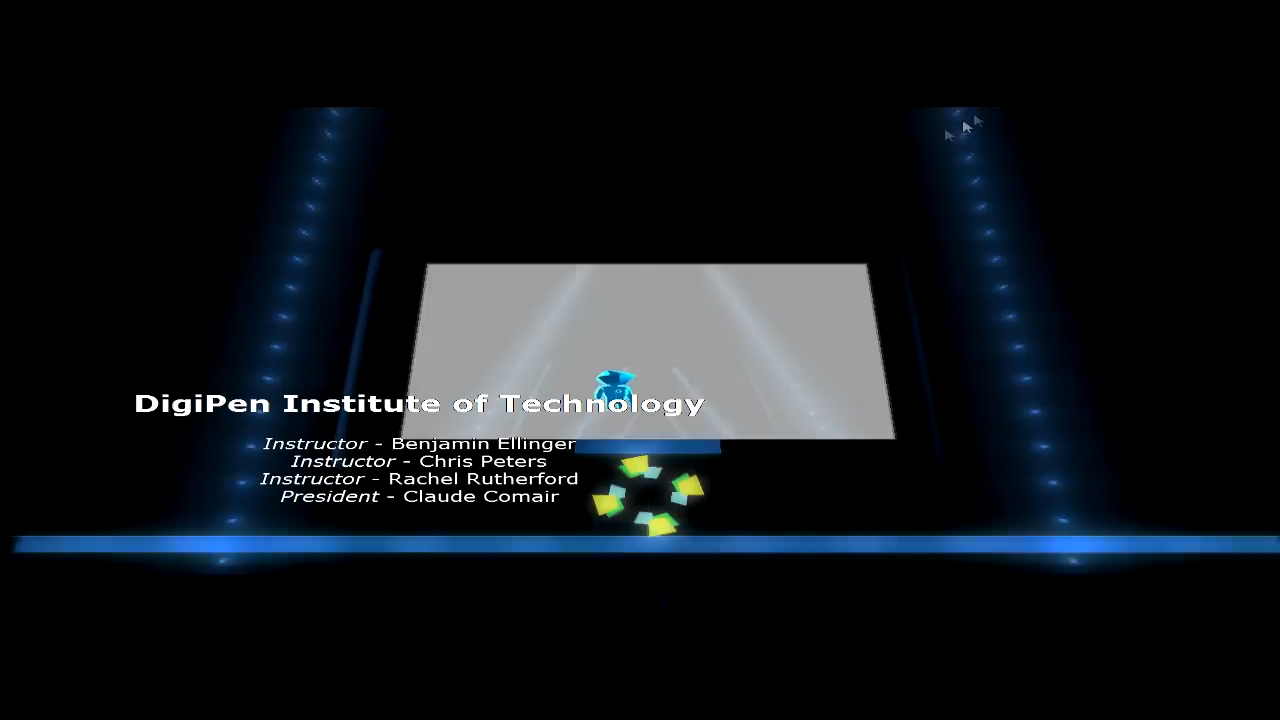 DigiPen Institute of Technology
Instructor - Benjamin Ellinger
Instructor - Chris Peters
Instructor - Rachel Rutherford
President - Claude Comair